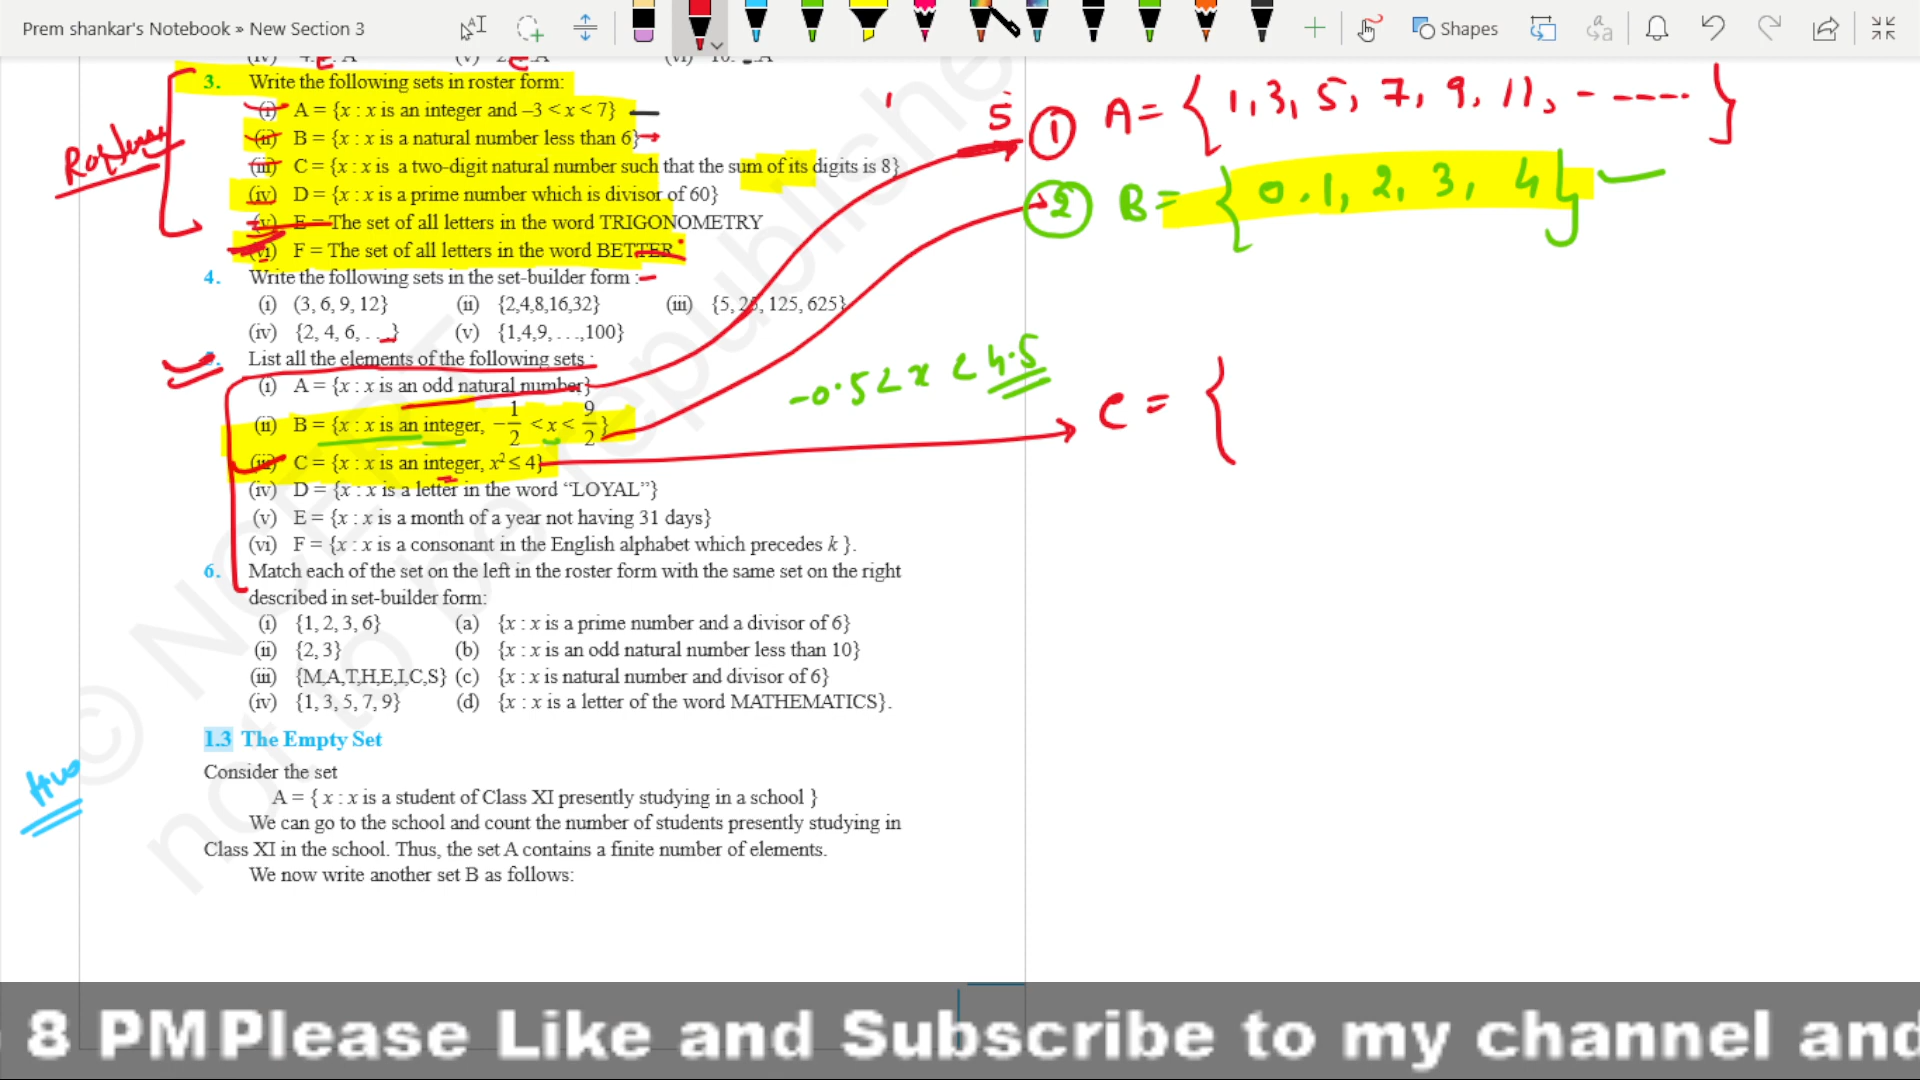 Prem shankar's Notebook » New Section 3
Shapes
3. Write the following sets in roster form:
(i) A = {x : x is an integer and –3 < x < 7}
(ii) B = {x : x is a natural number less than 6}
(iii) C = {x : x is a two-digit natural number such that the sum of its digits is 8}
(iv) D = {x : x is a prime number which is divisor of 60}
(v) E = The set of all letters in the word TRIGONOMETRY
(vi) F = The set of all letters in the word BETTER
4. Write the following sets in the set-builder form :
(i) (3, 6, 9, 12} (ii) {2,4,8,16,32} (iii) {5, 25, 125, 625}
(iv) {2, 4, 6, . . .} (v) {1,4,9, . . .,100}
List all the elements of the following sets :
(i) A = {x : x is an odd natural number}
(ii) B = {x : x is an integer, –1/2 < x < 9/2}
(iii) C = {x : x is an integer, x² ≤ 4}
(iv) D = {x : x is a letter in the word “LOYAL”}
(v) E = {x : x is a month of a year not having 31 days}
(vi) F = {x : x is a consonant in the English alphabet which precedes k }.
6. Match each of the set on the left in the roster form with the same set on the right
described in set-builder form:
(i) {1, 2, 3, 6} (a) {x : x is a prime number and a divisor of 6}
(ii) {2, 3} (b) {x : x is an odd natural number less than 10}
(iii) {M,A,T,H,E,I,C,S} (c) {x : x is natural number and divisor of 6}
(iv) {1, 3, 5, 7, 9} (d) {x : x is a letter of the word MATHEMATICS}.
1.3 The Empty Set
Consider the set
A = { x : x is a student of Class XI presently studying in a school }
We can go to the school and count the number of students presently studying in
Class XI in the school. Thus, the set A contains a finite number of elements.
We now write another set B as follows:
5 ① A = { 1, 3, 5, 7, 9, 11, - ----- }
② B = { 0.1, 2, 3, 4 }
-0.5 < x < 4.5
C = {
© NCERT
not to be republished
8 PM Please Like and Subscribe to my channel and